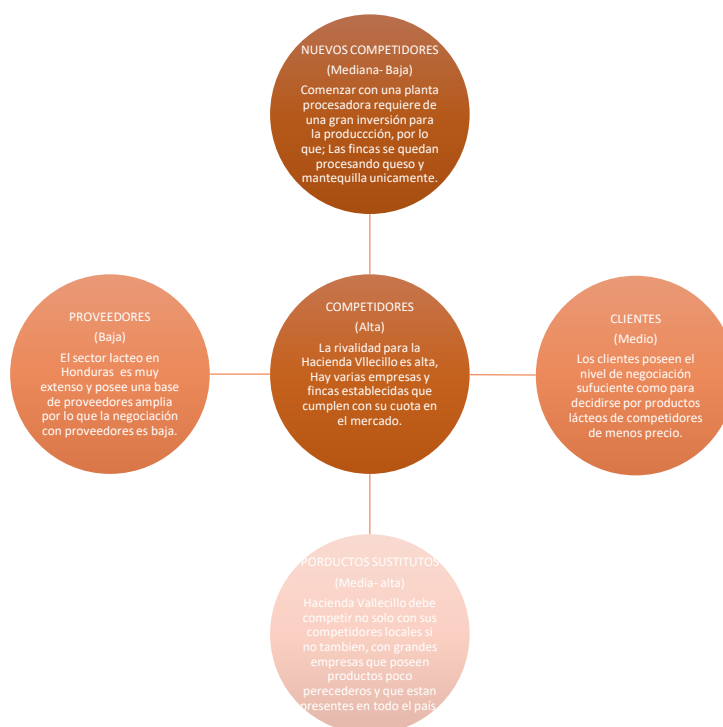 NUEVOS COMPETIDORES
(Mediana- Baja)
Comenzar con una planta
procesadora requiere de
una gran inversión para
la produccción, por lo
que; Las fincas se quedan
procesando queso y
mantequilla unicamente.
PROVEEDORES
(Baja)
El sector lacteo en
Honduras es muy
extenso y posee una base
de proveedores amplia
por lo que la negociación
con proveedores es baja.
COMPETIDORES
(Alta)
La rivalidad para la
Hacienda Vllecillo es alta,
Hay varias empresas y
fincas establecidas que
cumplen con su cuota en
el mercado.
CLIENTES
(Medio)
Los clientes poseen el
nivel de negociación
sufuciente como para
decidirse por productos
lácteos de competidores
de menos precio.
PORDUCTOS SUSTITUTOS
(Media- alta)
Hacienda Vallecillo debe
competir no solo con sus
competidores locales si
no tambien, con grandes
empresas que poseen
productos poco
perecederos y que estan
presentes en todo el país